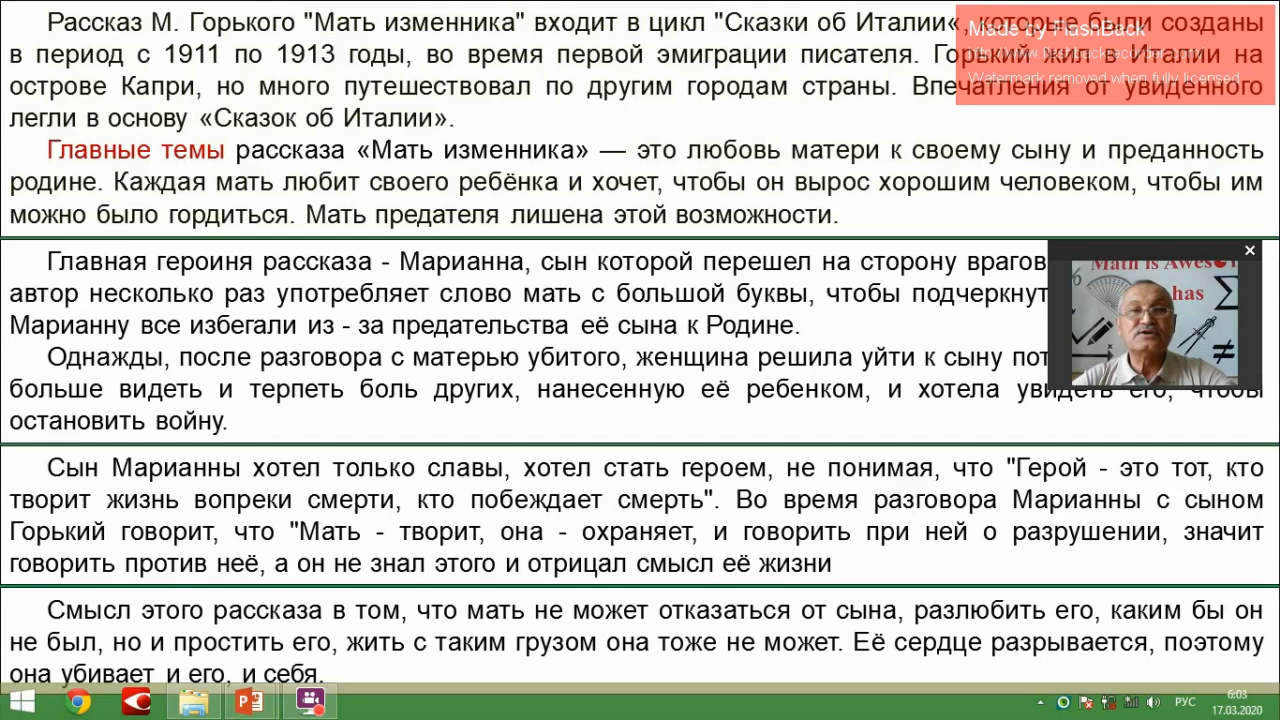 Рассказ М. Горького "Мать изменника" входит в цикл "Сказки об Италии«, которые были созданы
в период с 1911 по 1913 годы, во время первой эмиграции писателя. Горький жил в Италии на
острове Капри, но много путешествовал по другим городам страны. Впечатления от увиденного
легли в основу «Сказок об Италии».
Made by FlashBack
Watermark removed when fully licensed
Главные темы рассказа «Мать изменника» — это любовь матери к своему сыну и преданность
родине. Каждая мать любит своего ребёнка и хочет, чтобы он вырос хорошим человеком, чтобы им
можно было гордиться. Мать предателя лишена этой возможности.
Главная героиня рассказа - Марианна, сын которой перешел на сторону врагов
автор несколько раз употребляет слово мать с большой буквы, чтобы подчеркнут
Марианну все избегали из - за предательства её сына к Родине.
Однажды, после разговора с матерью убитого, женщина решила уйти к сыну пот
больше видеть и терпеть боль других, нанесенную её ребенком, и хотела увидеть его, чтобы
остановить войну.
Math is Awes
has
Сын Марианны хотел только славы, хотел стать героем, не понимая, что "Герой - это тот, кто
творит жизнь вопреки смерти, кто побеждает смерть". Во время разговора Марианны с сыном
Горький говорит, что "Мать - творит, она - охраняет, и говорить при ней о разрушении, значит
говорить против неё, а он не знал этого и отрицал смысл её жизни
Смысл этого рассказа в том, что мать не может отказаться от сына, разлюбить его, каким бы он
не был, но и простить его, жить с таким грузом она тоже не может. Её сердце разрывается, поэтому
она убивает и его, и себя.
РУС
6:03
17.03.2020